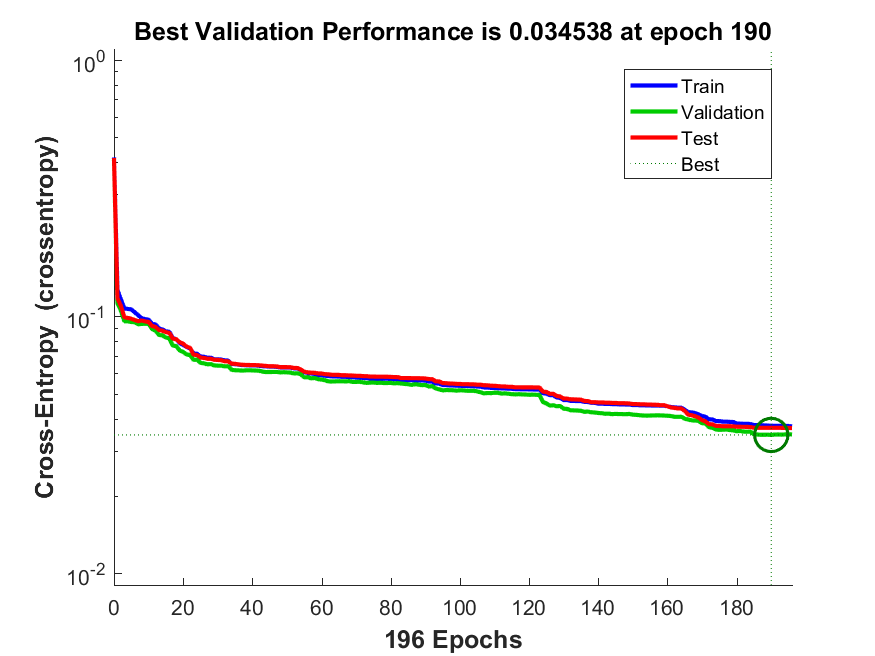 Best Validation Performance is 0.034538 at epoch 190
Cross-Entropy (crossentropy)
10^0
10^-1
10^-2
Train
Validation
Test
Best
0 20 40 60 80 100 120 140 160 180
196 Epochs